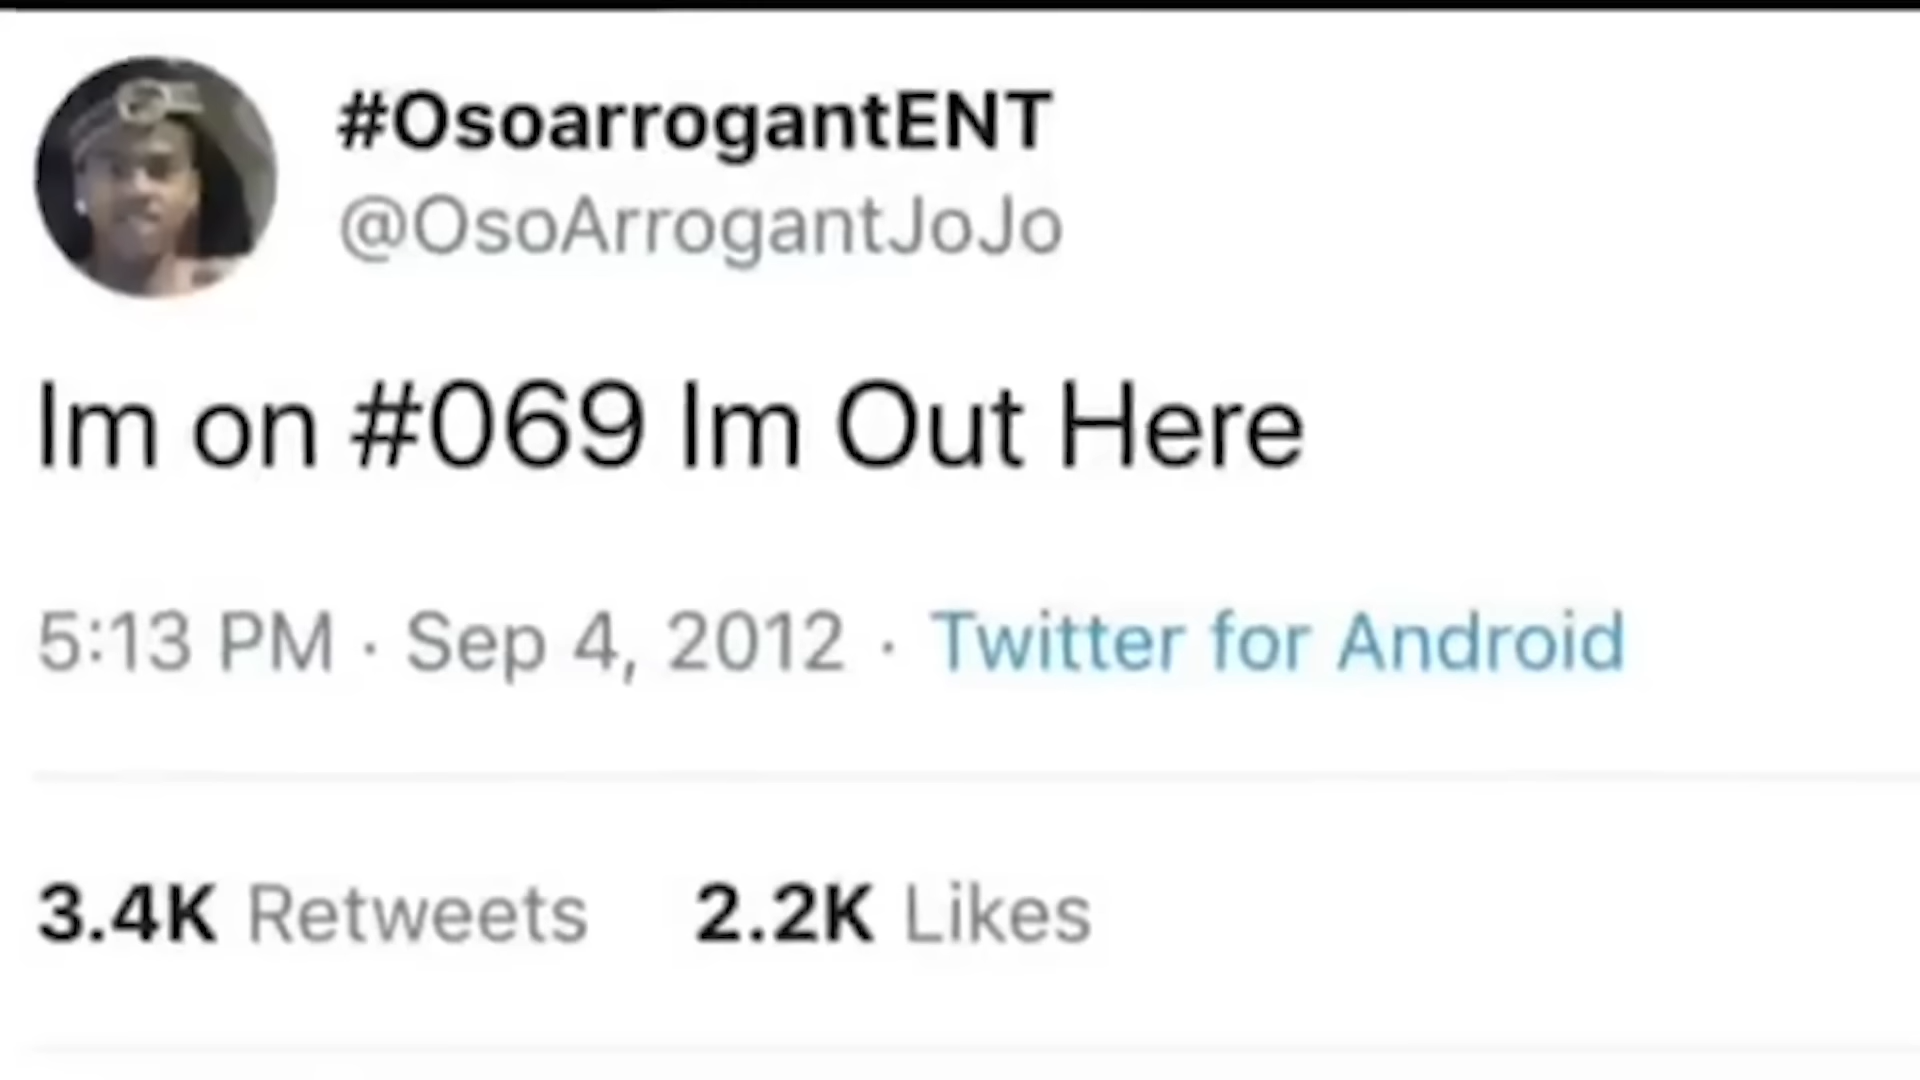 #OsoarrogantENT
@OsoArrogantJoJo
Im on #069 Im Out Here
5:13 PM · Sep 4, 2012 · Twitter for Android
3.4K Retweets 2.2K Likes